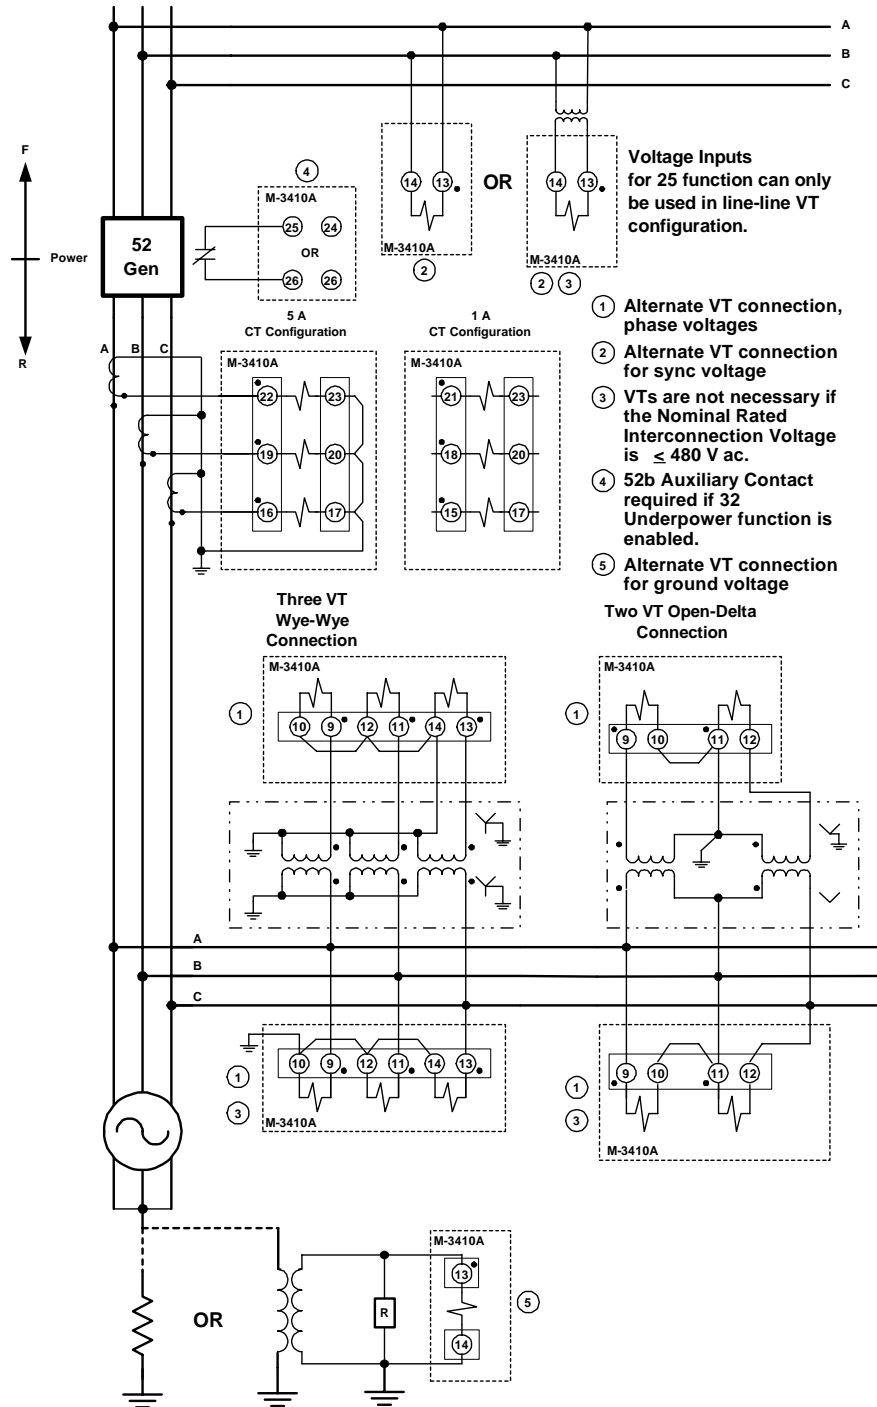 A
B
C
F
Power
R
52
Gen
4
M-3410A
25 24
OR
26 26
14 13
M-3410A
2
OR
14 13
M-3410A
2 3
Voltage Inputs
for 25 function can only
be used in line-line VT
configuration.
1 Alternate VT connection,
phase voltages
2 Alternate VT connection
for sync voltage
3 VTs are not necessary if
the Nominal Rated
Interconnection Voltage
is ≤ 480 V ac.
4 52b Auxiliary Contact
required if 32
Underpower function is
enabled.
5 Alternate VT connection
for ground voltage
A B C
5 A
CT Configuration
M-3410A
22 23
19 20
16 17
1 A
CT Configuration
M-3410A
21 23
18 20
15 17
Three VT
Wye-Wye
Connection
M-3410A
1
10 9 12 11 14 13
Two VT Open-Delta
Connection
M-3410A
1
9 10 11 12
A
B
C
10 9 12 11 14 13
1
3
M-3410A
9 10 11 12
1
3
M-3410A
OR
R
M-3410A
13
14
5